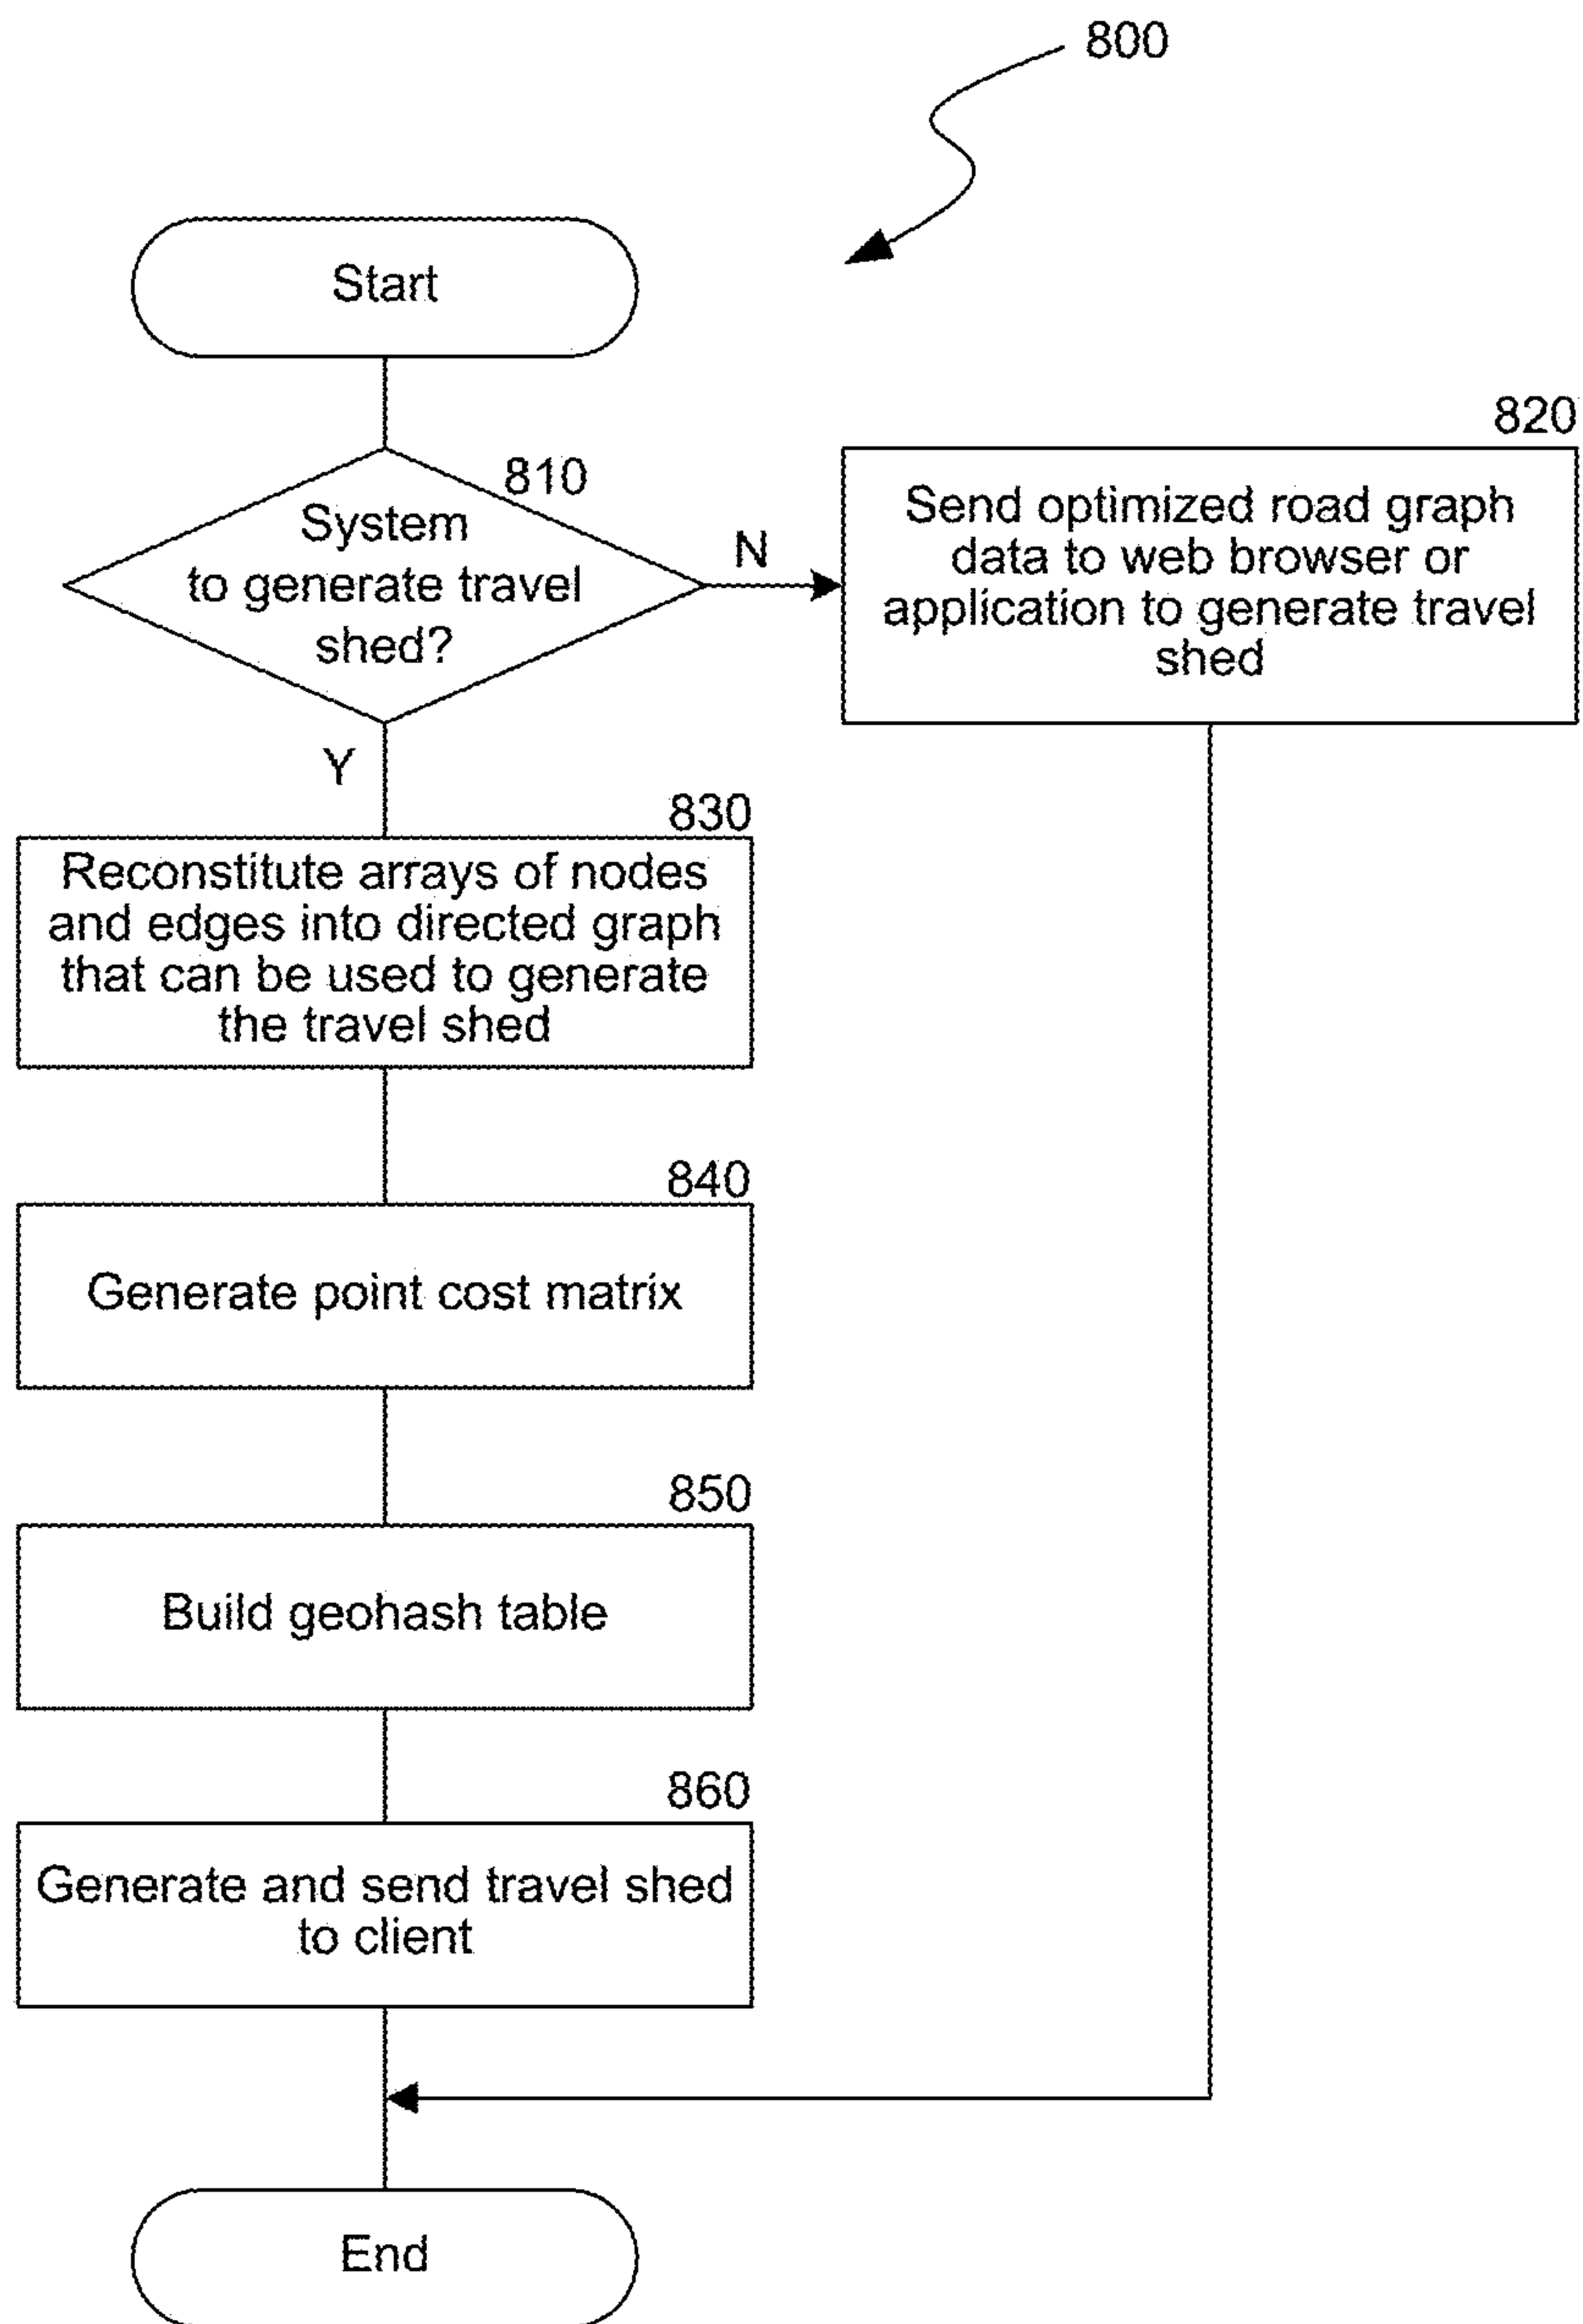 800
Start
810
System
to generate travel
shed?
N
820
Send optimized road graph
data to web browser or
application to generate travel
shed
Y
830
Reconstitute arrays of nodes
and edges into directed graph
that can be used to generate
the travel shed
840
Generate point cost matrix
850
Build geohash table
860
Generate and send travel shed
to client
End